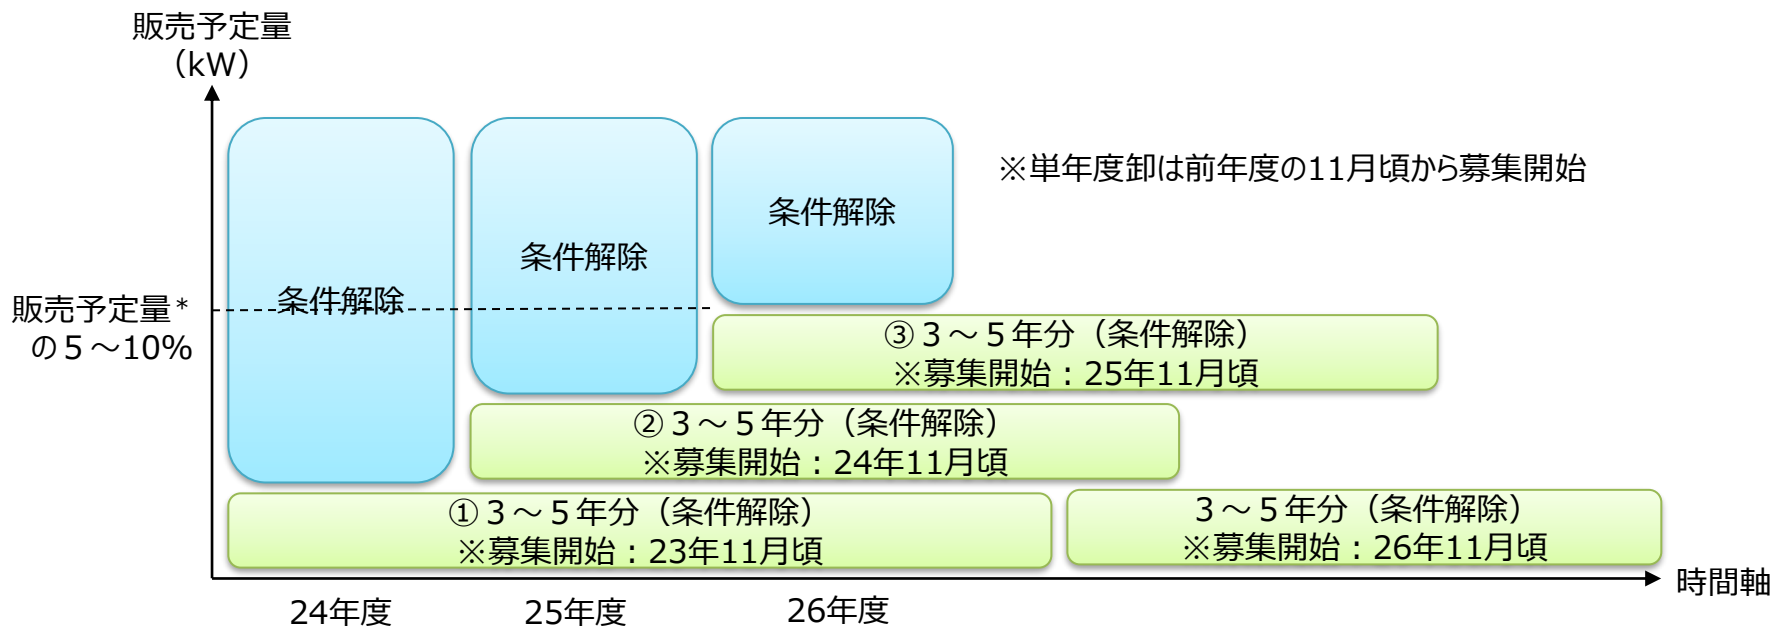 販売予定量
（kW）
※単年度卸は前年度の11月頃から募集開始
条件解除
条件解除
条件解除
販売予定量*
の５～10%
③３～５年分（条件解除）
※募集開始：25年11月頃
②３～５年分（条件解除）
※募集開始：24年11月頃
①３～５年分（条件解除）
※募集開始：23年11月頃
３～５年分（条件解除）
※募集開始：26年11月頃
時間軸
24年度
25年度
26年度